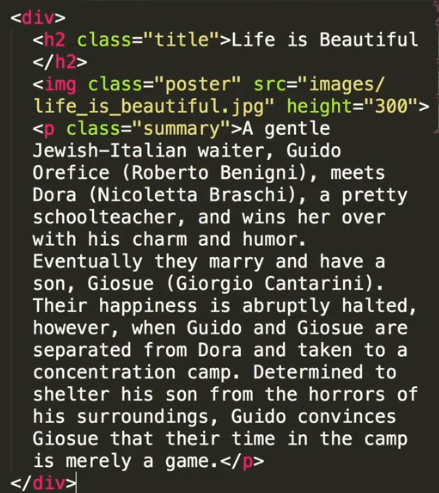 <div>
<h2 class="title">Life is Beautiful
</h2>
<img class="poster" src="images/
life_is_beautiful.jpg" height="300">
<p class="summary">A gentle
Jewish-Italian waiter, Guido
Orefice (Roberto Benigni), meets
Dora (Nicoletta Braschi), a pretty
schoolteacher, and wins her over
with his charm and humor.
Eventually they marry and have a
son, Giosue (Giorgio Cantarini).
Their happiness is abruptly halted,
however, when Guido and Giosue are
separated from Dora and taken to a
concentration camp. Determined to
shelter his son from the horrors of
his surroundings, Guido convinces
Giosue that their time in the camp
is merely a game.</p>
</div>